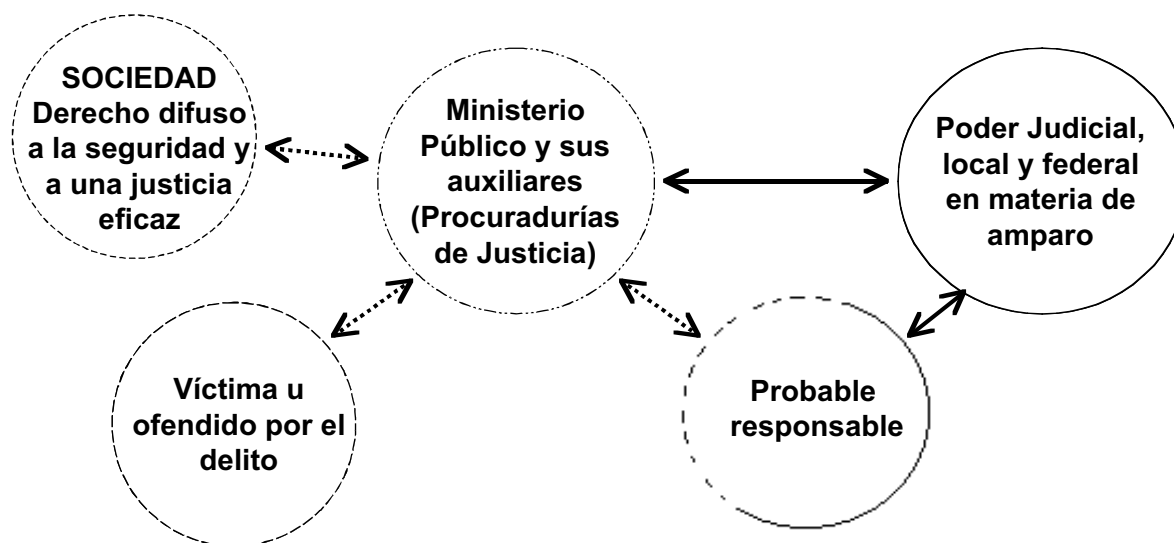 SOCIEDAD
Derecho difuso
a la seguridad y
a una justicia
eficaz
Ministerio
Público y sus
auxiliares
(Procuradurías
de Justicia)
Poder Judicial,
local y federal
en materia de
amparo
Víctima u
ofendido por el
delito
Probable
responsable